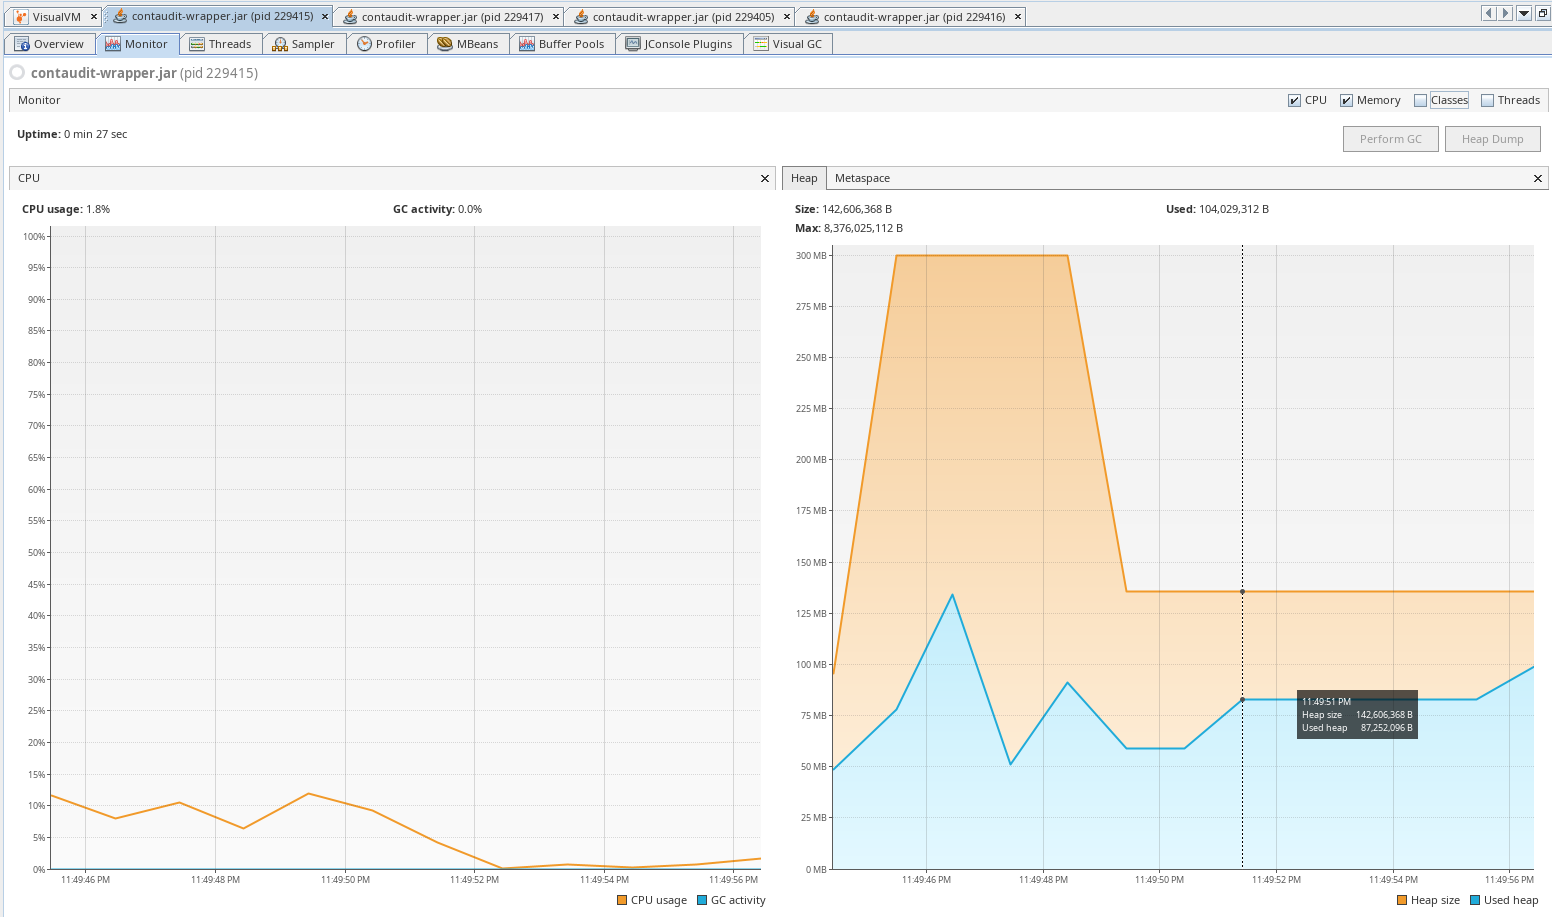 VisualVM × contaudit-wrapper.jar (pid 229415) × contaudit-wrapper.jar (pid 229417) × contaudit-wrapper.jar (pid 229405) × contaudit-wrapper.jar (pid 229416) ×
Overview Monitor Threads Sampler Profiler MBeans Buffer Pools JConsole Plugins Visual GC
contaudit-wrapper.jar (pid 229415)
Monitor CPU Memory Classes Threads
Uptime: 0 min 27 sec
Perform GC Heap Dump
CPU
CPU usage: 1.8% GC activity: 0.0%
100%
95%
90%
85%
80%
75%
70%
65%
60%
55%
50%
45%
40%
35%
30%
25%
20%
15%
10%
5%
0%
11:49:46 PM 11:49:48 PM 11:49:50 PM 11:49:52 PM 11:49:54 PM 11:49:56 PM
CPU usage GC activity
Heap Metaspace
Size: 142,606,368 B Used: 104,029,312 B
Max: 8,376,025,112 B
300 MB
275 MB
250 MB
225 MB
200 MB
175 MB
150 MB
125 MB
100 MB
75 MB
50 MB
25 MB
0 MB
11:49:51 PM
Heap size 142,606,368 B
Used heap 87,252,096 B
11:49:46 PM 11:49:48 PM 11:49:50 PM 11:49:52 PM 11:49:54 PM 11:49:56 PM
Heap size Used heap